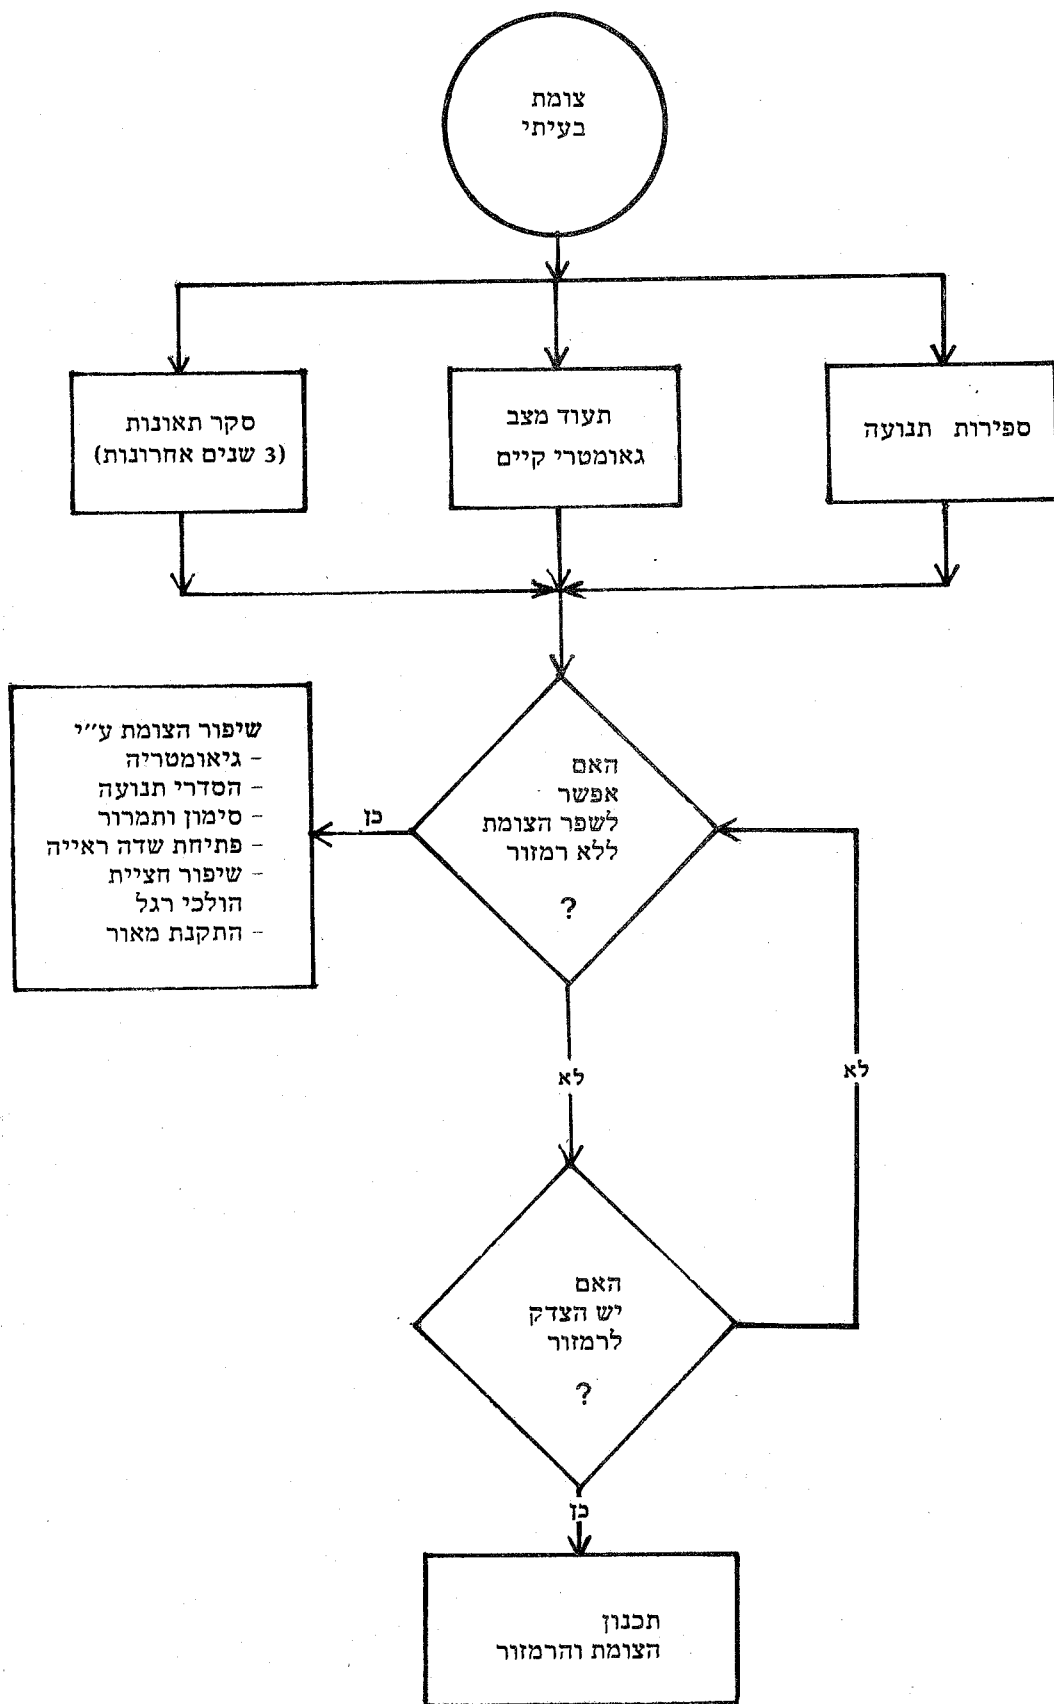 צומת
בעיתי
ספירות תנועה
תעוד מצב
גאומטרי קיים
סקר תאונות
(3 שנים אחרונות)
האם
אפשר
לשפר הצומת
ללא רמזור
?
כן
שיפור הצומת ע״י
- גיאומטריה
- הסדרי תנועה
- סימון ותמרור
- פתיחת שדה ראייה
- שיפור חציית
הולכי רגל
- התקנת מאור
לא
לא
האם
יש הצדק
לרמזור
?
כן
תכנון
הצומת והרמזור